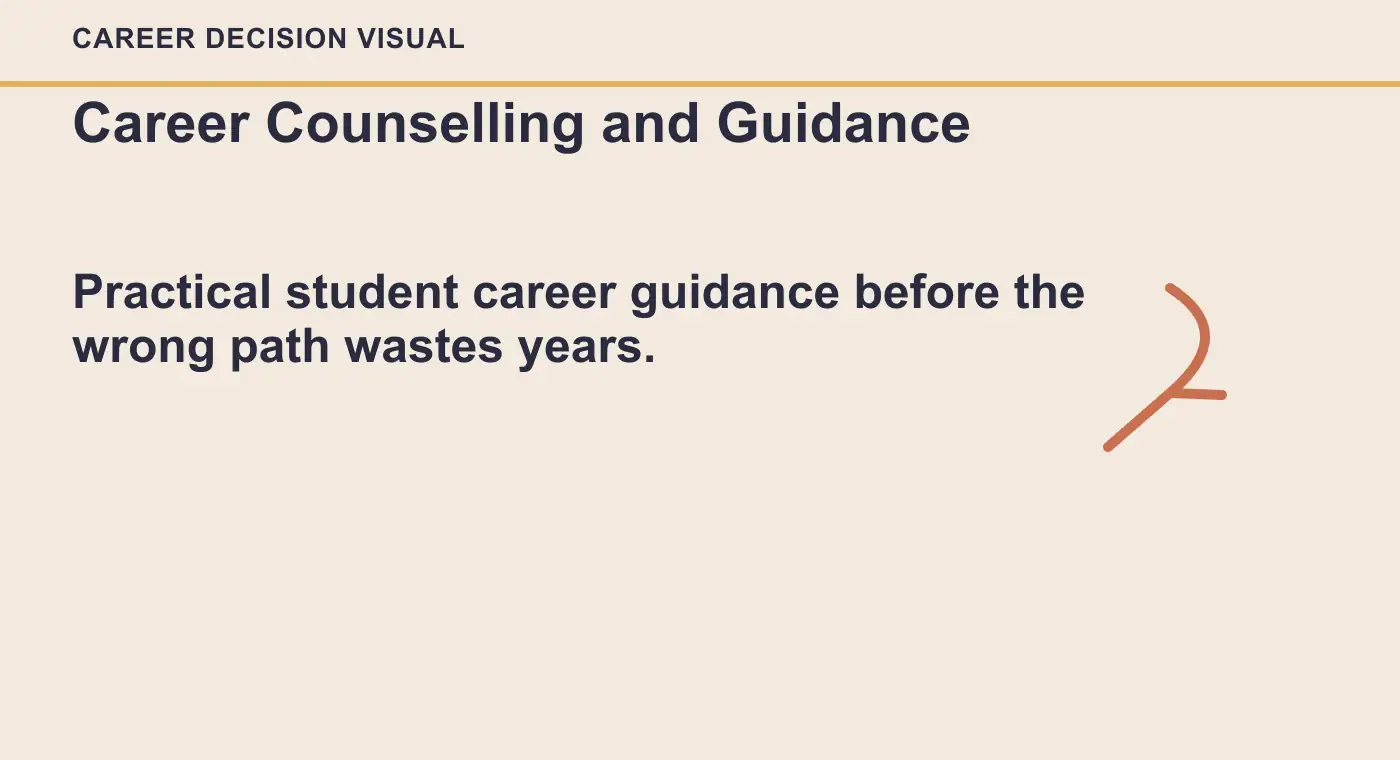 CAREER DECISION VISUAL
Career Counselling and Guidance
Practical student career guidance before the
wrong path wastes years.